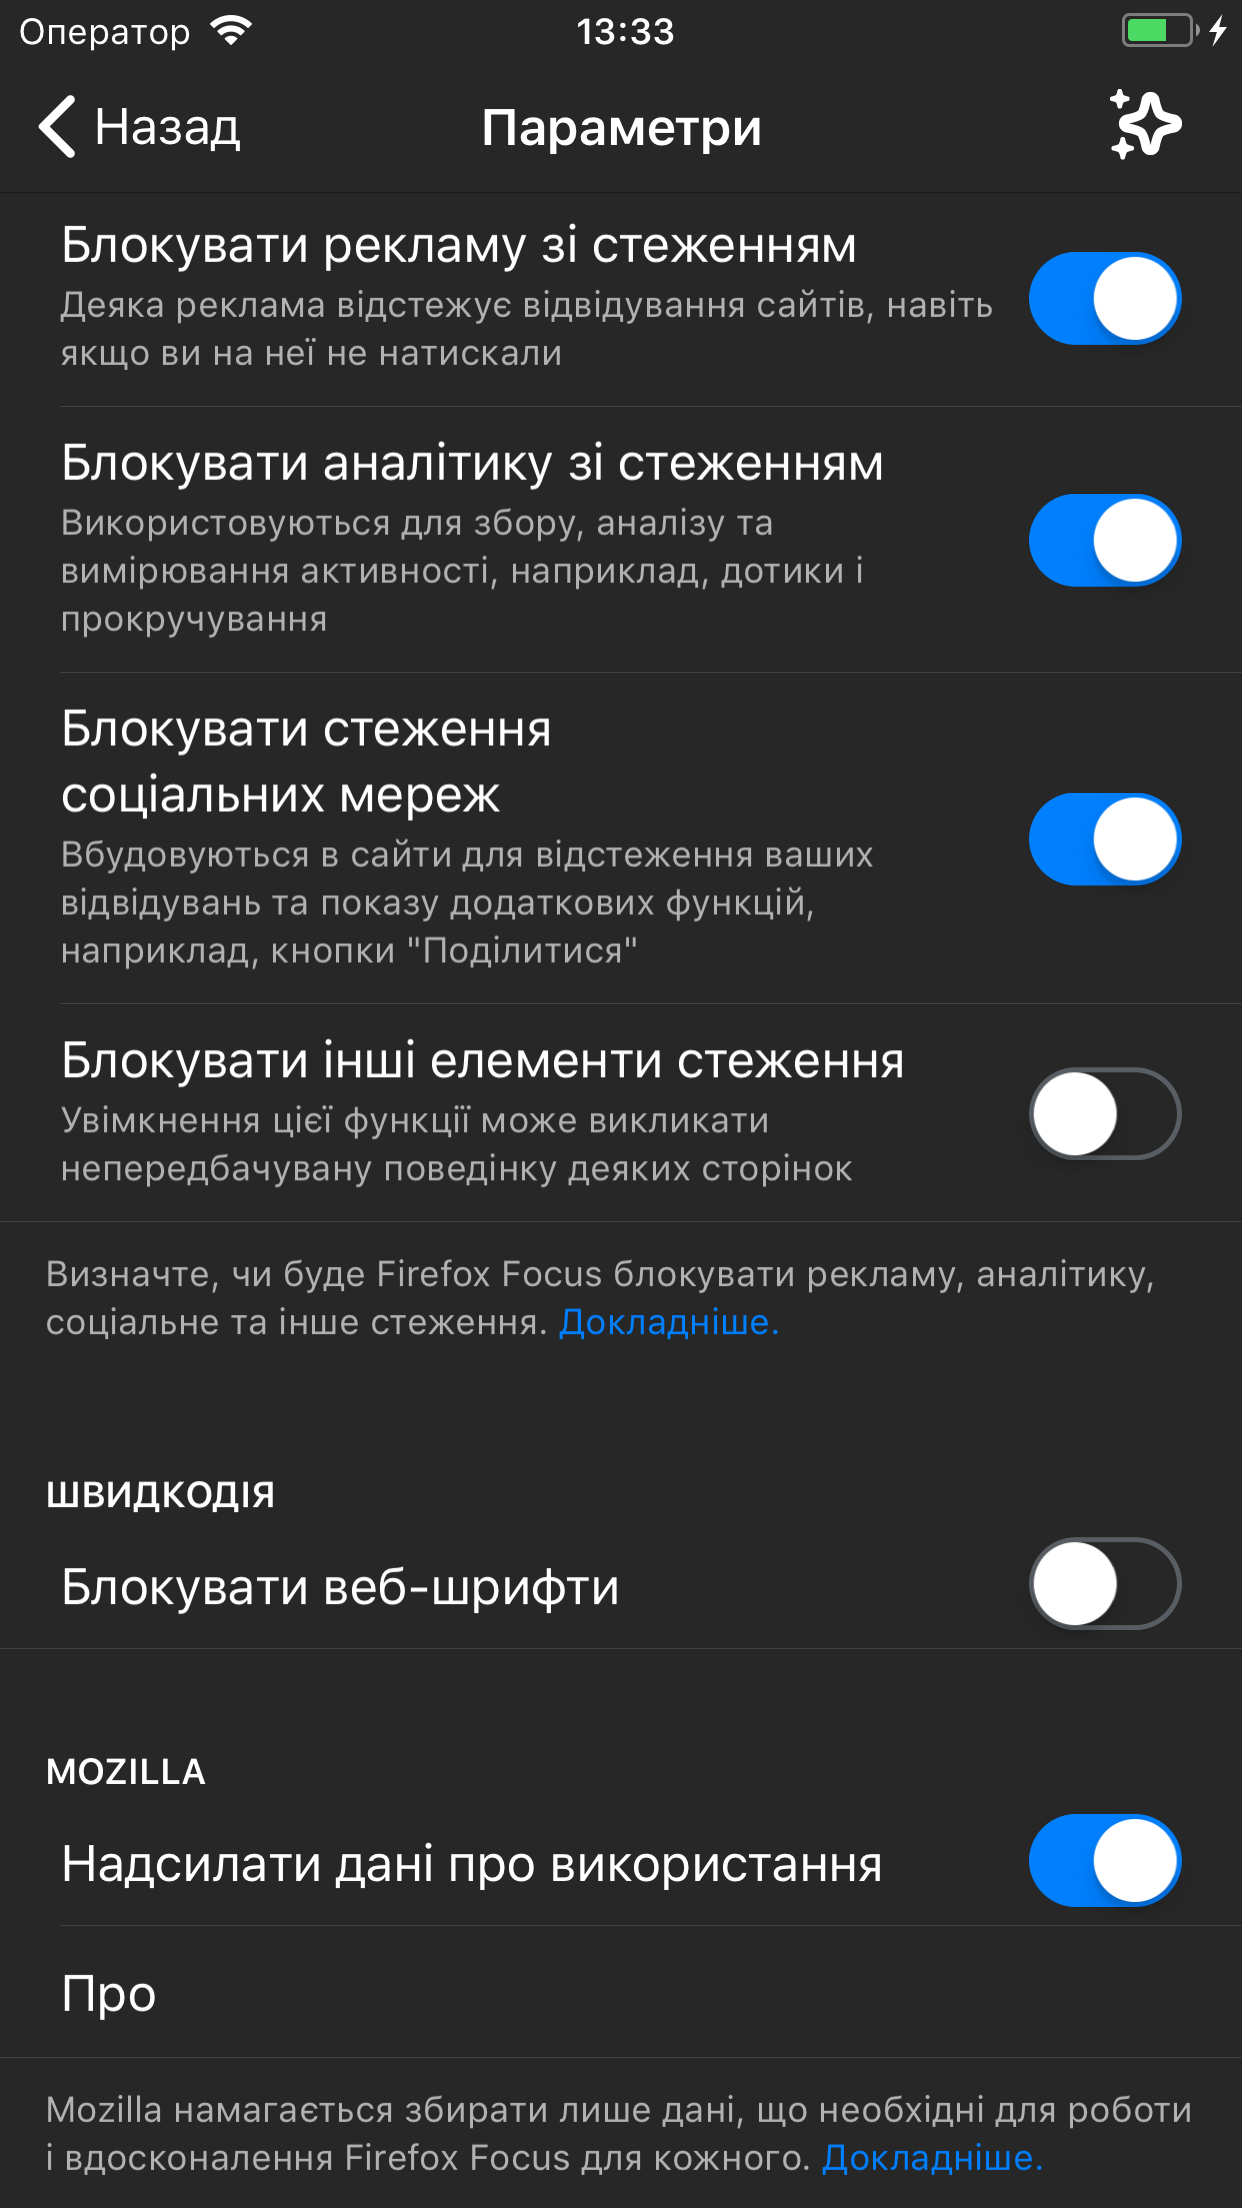 Оператор
13:33
Назад
Параметри
Блокувати рекламу зі стеженням
Деяка реклама відстежує відвідування сайтів, навіть
якщо ви на неї не натискали
Блокувати аналітику зі стеженням
Використовуються для збору, аналізу та
вимірювання активності, наприклад, дотики і
прокручування
Блокувати стеження
соціальних мереж
Вбудовуються в сайти для відстеження ваших
відвідувань та показу додаткових функцій,
наприклад, кнопки "Поділитися"
Блокувати інші елементи стеження
Увімкнення цієї функції може викликати
непередбачувану поведінку деяких сторінок
Визначте, чи буде Firefox Focus блокувати рекламу, аналітику,
соціальне та інше стеження. Докладніше.
ШВИДКОДІЯ
Блокувати веб-шрифти
MOZILLA
Надсилати дані про використання
Про
Mozilla намагається збирати лише дані, що необхідні для роботи
і вдосконалення Firefox Focus для кожного. Докладніше.